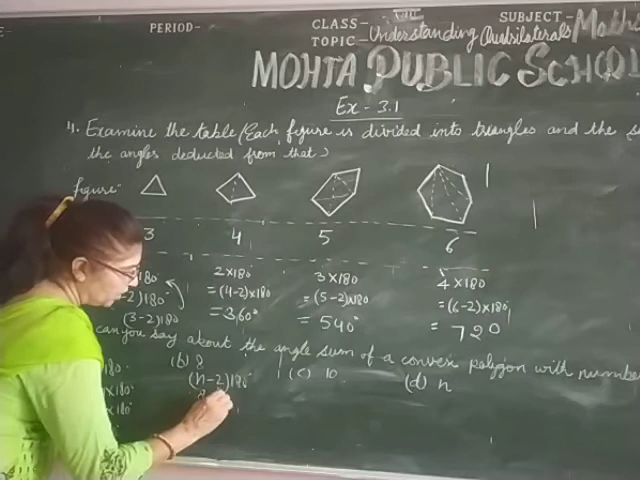 PERIOD-
CLASS- VIII SUBJECT- Maths
TOPIC- Understanding Quadrilaterals
MOHTA PUBLIC SCHOOL
Ex - 3.1
4. Examine the table (Each figure is divided into triangles and the
the angles deducted from that)
figure
3 4 5 6
180° 2×180° 3×180 4×180
-2)180° =(4-2)×180 =(5-2)×180 =(6-2)×180°
(3-2)180 =360° =540° =720
can you say about the angle sum of a convex polygon with number
180° (b) 8 (c) 10 (d) n
×180° (n-2)180°
×180° 8